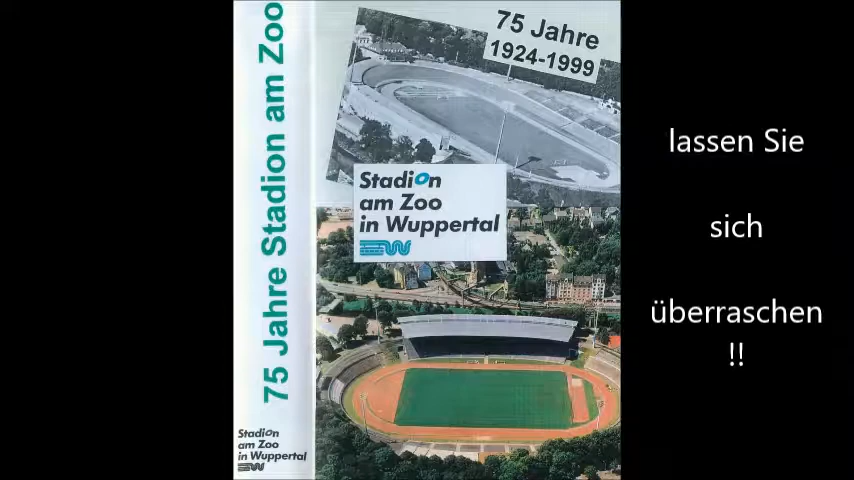 75 Jahre Stadion am Zoo
Stadion
am Zoo
in Wuppertal
75 Jahre
1924-1999
Stadion
am Zoo
in Wuppertal
lassen Sie
sich
überraschen
!!